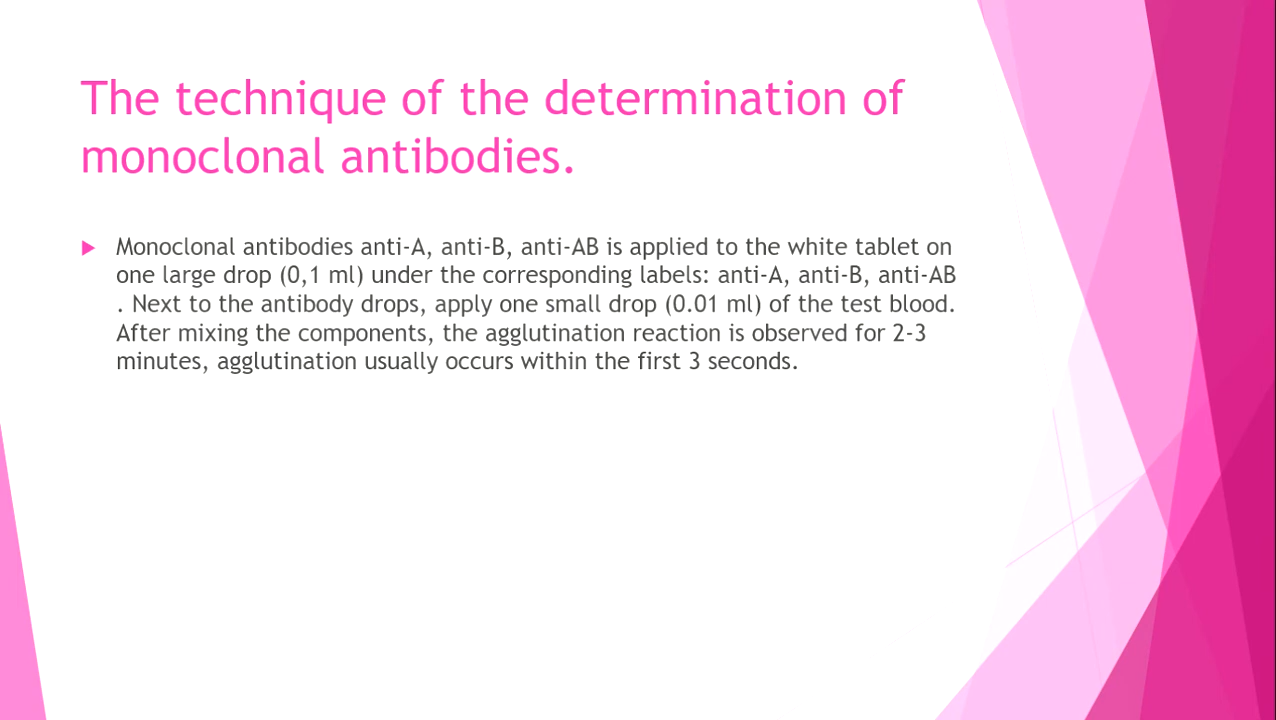 The technique of the determination of
monoclonal antibodies.
Monoclonal antibodies anti-A, anti-B, anti-AB is applied to the white tablet on
one large drop (0,1 ml) under the corresponding labels: anti-A, anti-B, anti-AB
. Next to the antibody drops, apply one small drop (0.01 ml) of the test blood.
After mixing the components, the agglutination reaction is observed for 2-3
minutes, agglutination usually occurs within the first 3 seconds.